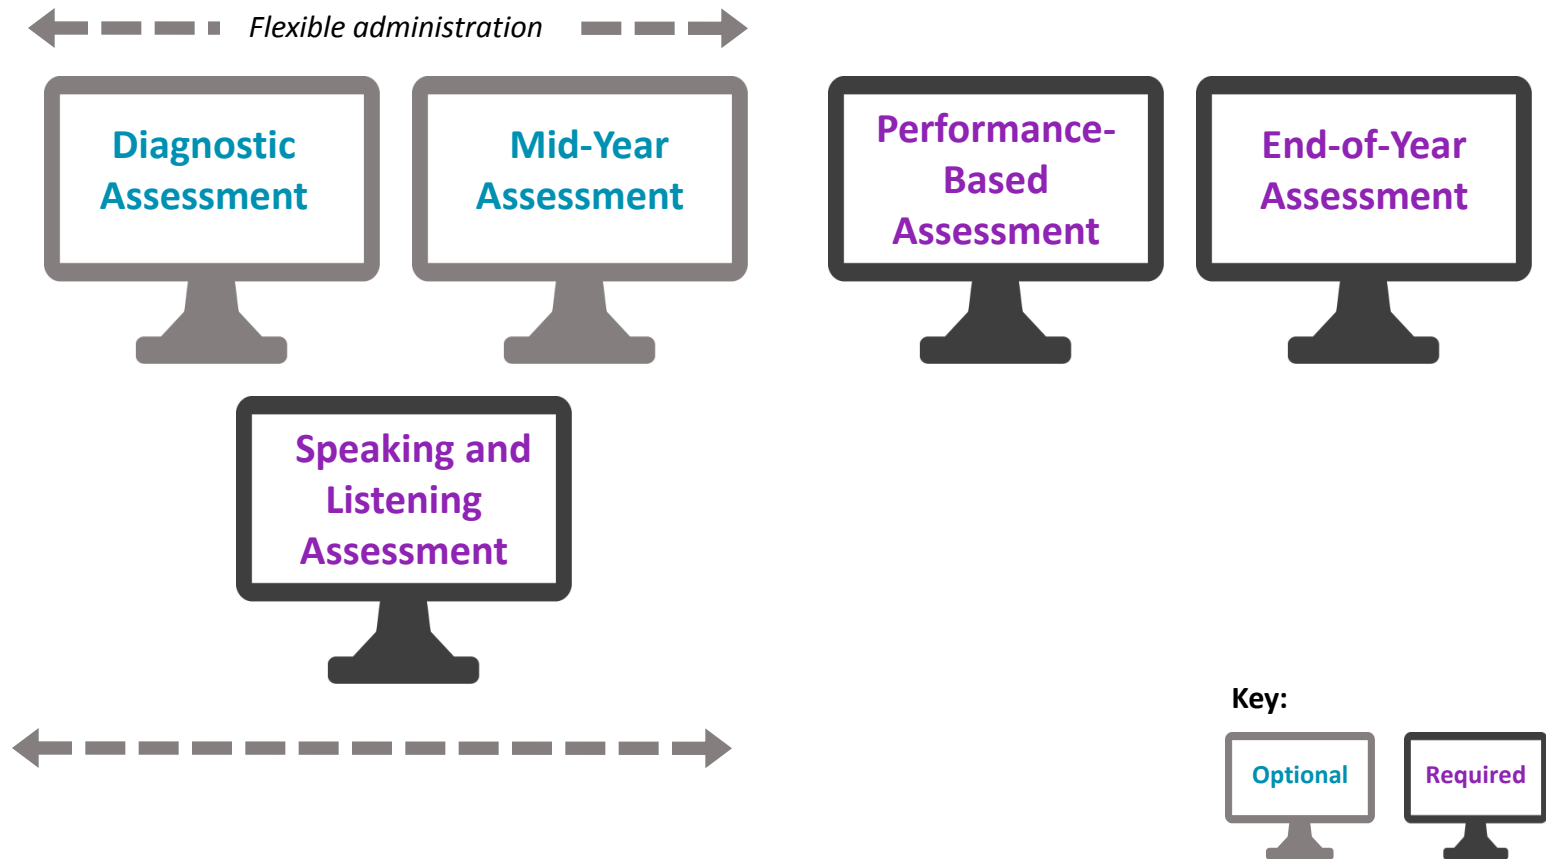 Flexible administration
Diagnostic
Assessment
Mid-Year
Assessment
Performance-
Based
Assessment
End-of-Year
Assessment
Speaking and
Listening
Assessment
Key:
Optional
Required